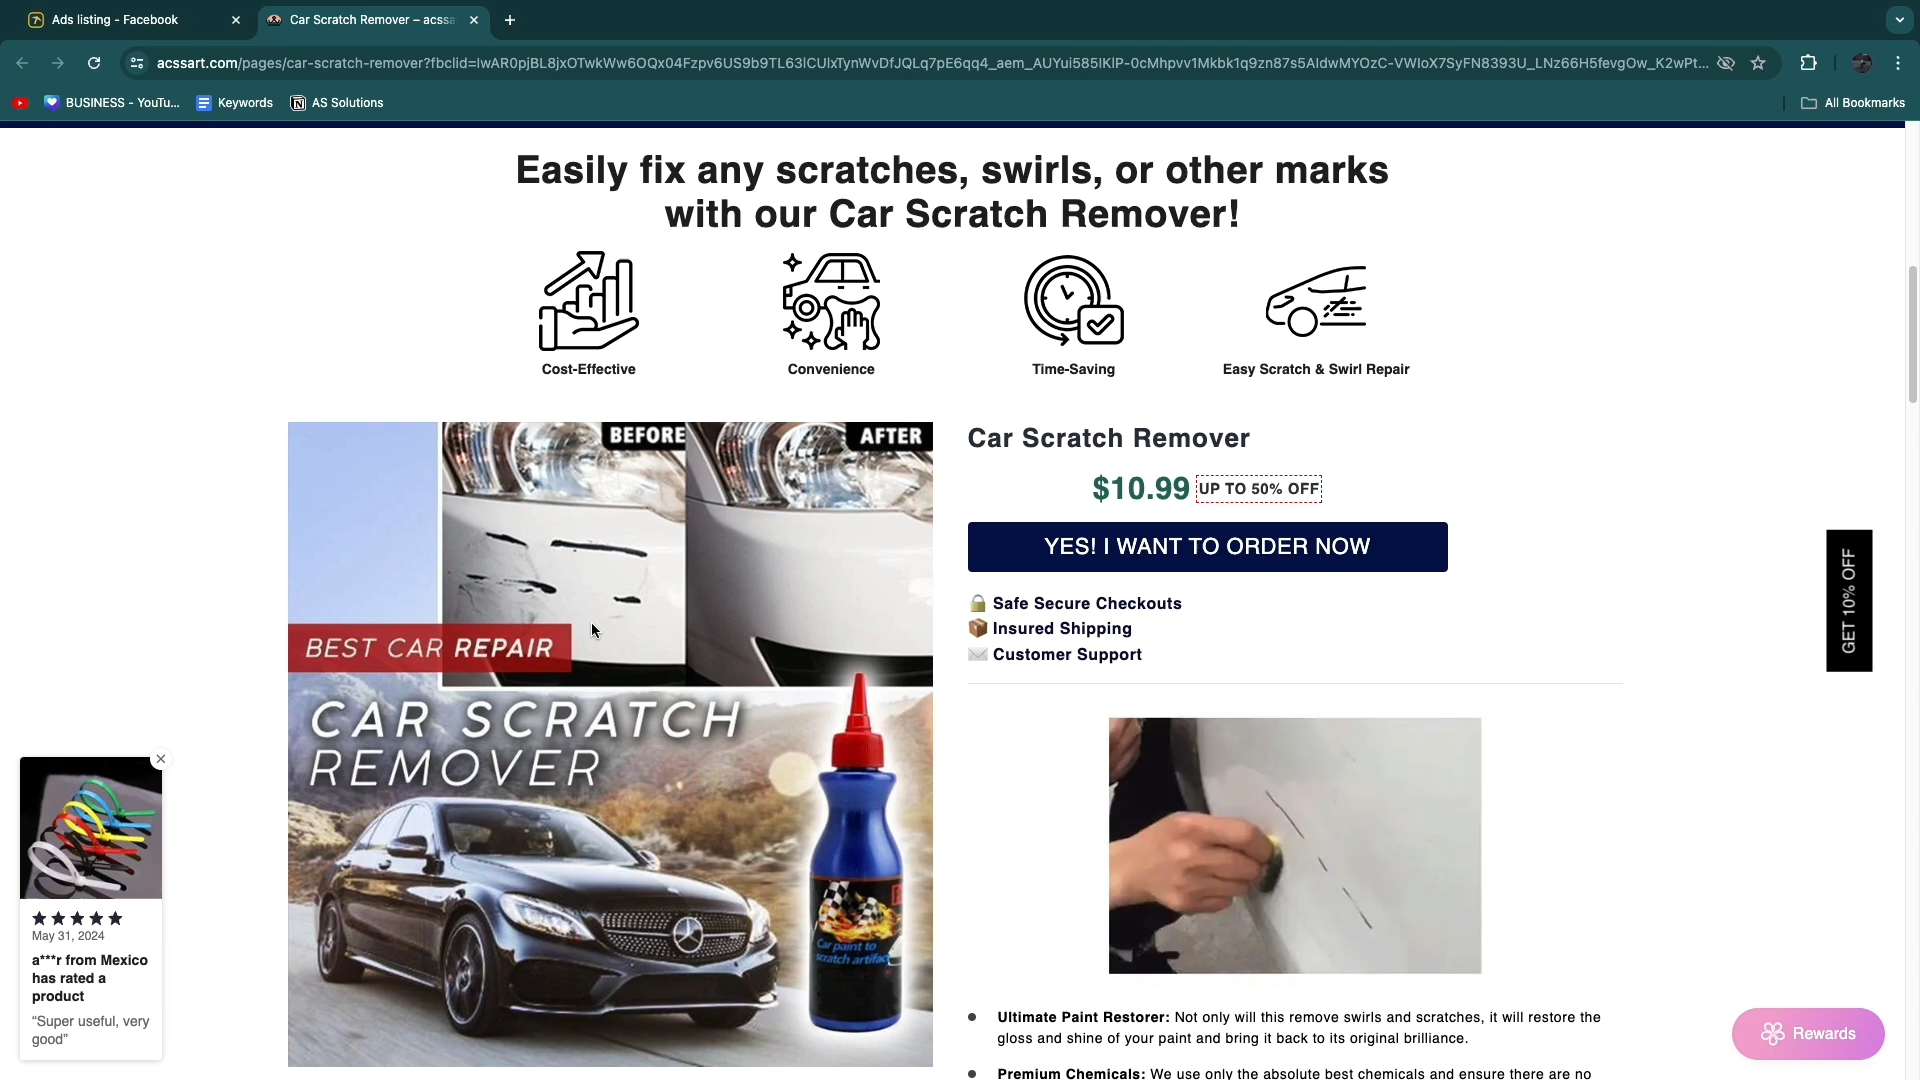 Ads listing - Facebook
Car Scratch Remover – acssa
acssart.com/pages/car-scratch-remover?fbclid=IwAR0pjBL8jxOTwkWw6OQx04Fzpv6US9b9TL63lCUlxTynWvDfJQLq7pE6qq4_aem_AUYui585IKlP-0cMhpvv1Mkbk1q9zn87s5AldwMYOzC-VWIoX7SyFN8393U_LNz66H5fevgOw_K2wPt...
BUSINESS - YouTu...
Keywords
AS Solutions
All Bookmarks
Easily fix any scratches, swirls, or other marks
with our Car Scratch Remover!
Cost-Effective
Convenience
Time-Saving
Easy Scratch & Swirl Repair
BEFORE
AFTER
BEST CAR REPAIR
CAR SCRATCH
REMOVER
Car paint to
scratch artifact
Car Scratch Remover
$10.99 UP TO 50% OFF
YES! I WANT TO ORDER NOW
Safe Secure Checkouts
Insured Shipping
Customer Support
GET 10% OFF
Ultimate Paint Restorer: Not only will this remove swirls and scratches, it will restore the
gloss and shine of your paint and bring it back to its original brilliance.
Premium Chemicals: We use only the absolute best chemicals and ensure there are no
May 31, 2024
a***r from Mexico
has rated a
product
“Super useful, very
good”
Rewards